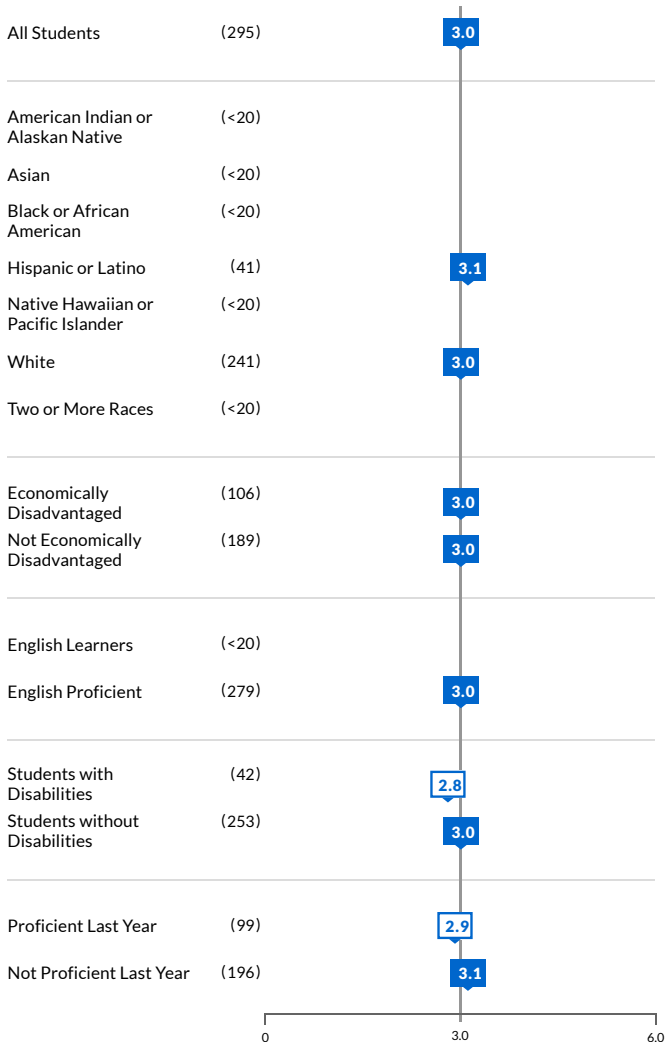 All Students (295) 3.0
American Indian or (<20)
Alaskan Native
Asian (<20)
Black or African (<20)
American
Hispanic or Latino (41) 3.1
Native Hawaiian or (<20)
Pacific Islander
White (241) 3.0
Two or More Races (<20)
Economically (106) 3.0
Disadvantaged
Not Economically (189) 3.0
Disadvantaged
English Learners (<20)
English Proficient (279) 3.0
Students with (42) 2.8
Disabilities
Students without (253) 3.0
Disabilities
Proficient Last Year (99) 2.9
Not Proficient Last Year (196) 3.1
0 3.0 6.0